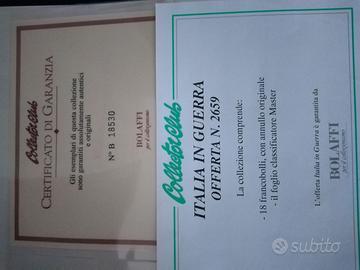 Collector Club
CERTIFICATO DI GARANZIA
Gli esemplari di questa collezione
sono garantiti assolutamente autentici
e originali
N° B 18530
BOLAFFI
per il collezionismo
Collector Club
ITALIA IN GUERRA
OFFERTA N. 2659
La collezione comprende:
- 18 francobolli, con annullo originale
- il foglio classificatore Master
L'offerta Italia in Guerra è garantita da
BOLAFFI
per il collezionismo
subito